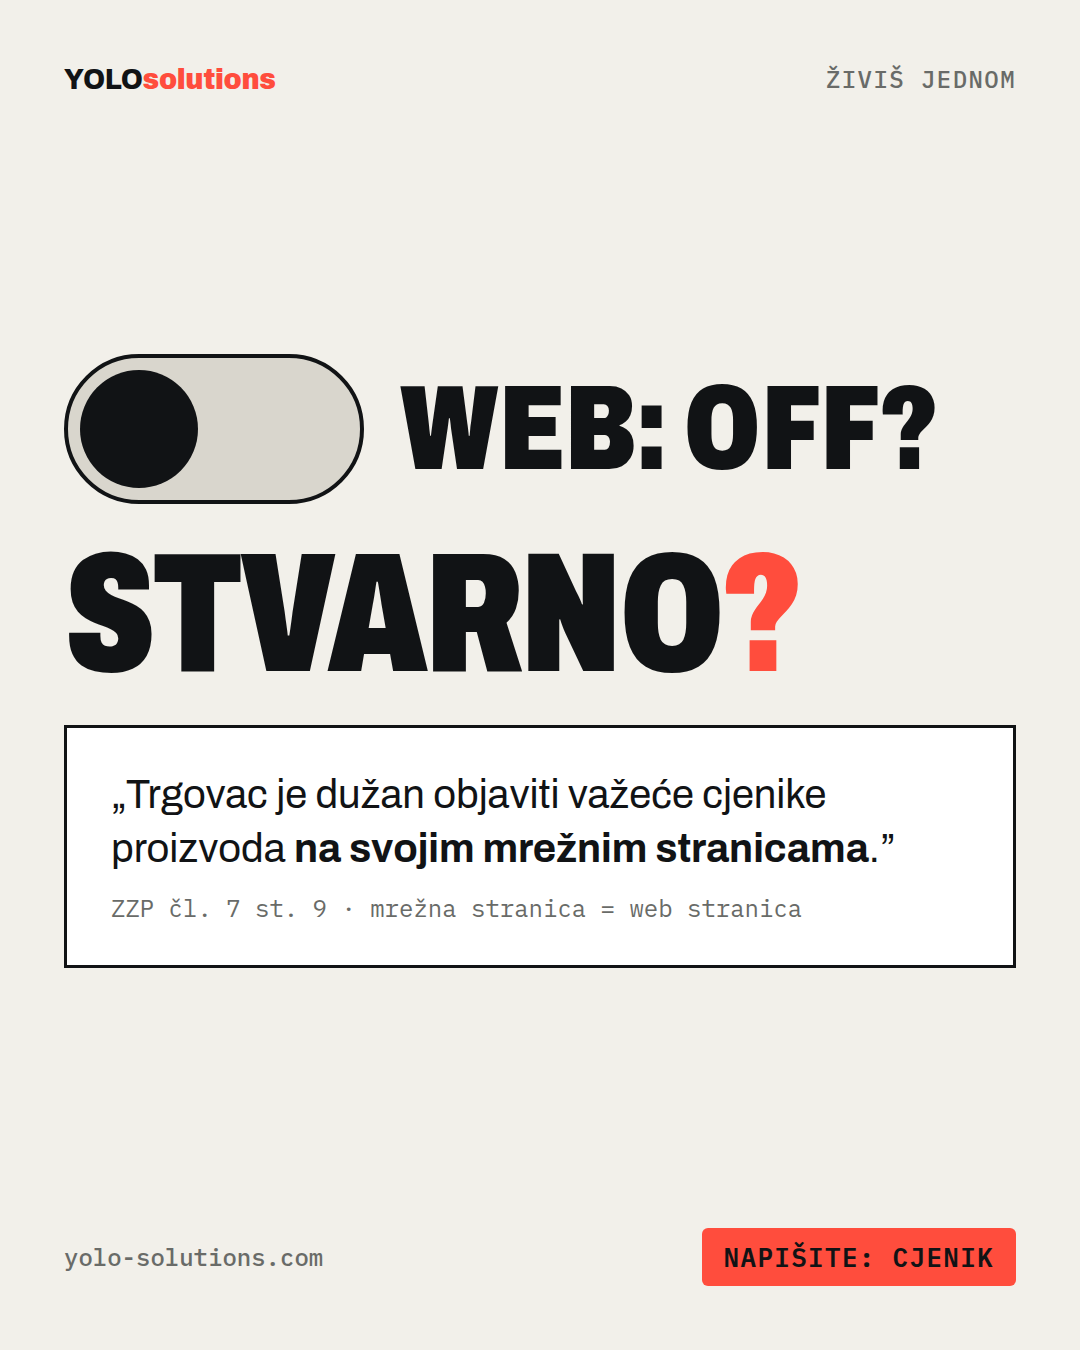 YOLOsolutions
ŽIVIŠ JEDNOM
WEB: OFF?
STVARNO?
„Trgovac je dužan objaviti važeće cjenike
proizvoda na svojim mrežnim stranicama.”
ZZP čl. 7 st. 9 · mrežna stranica = web stranica
yolo-solutions.com
NAPIŠITE: CJENIK